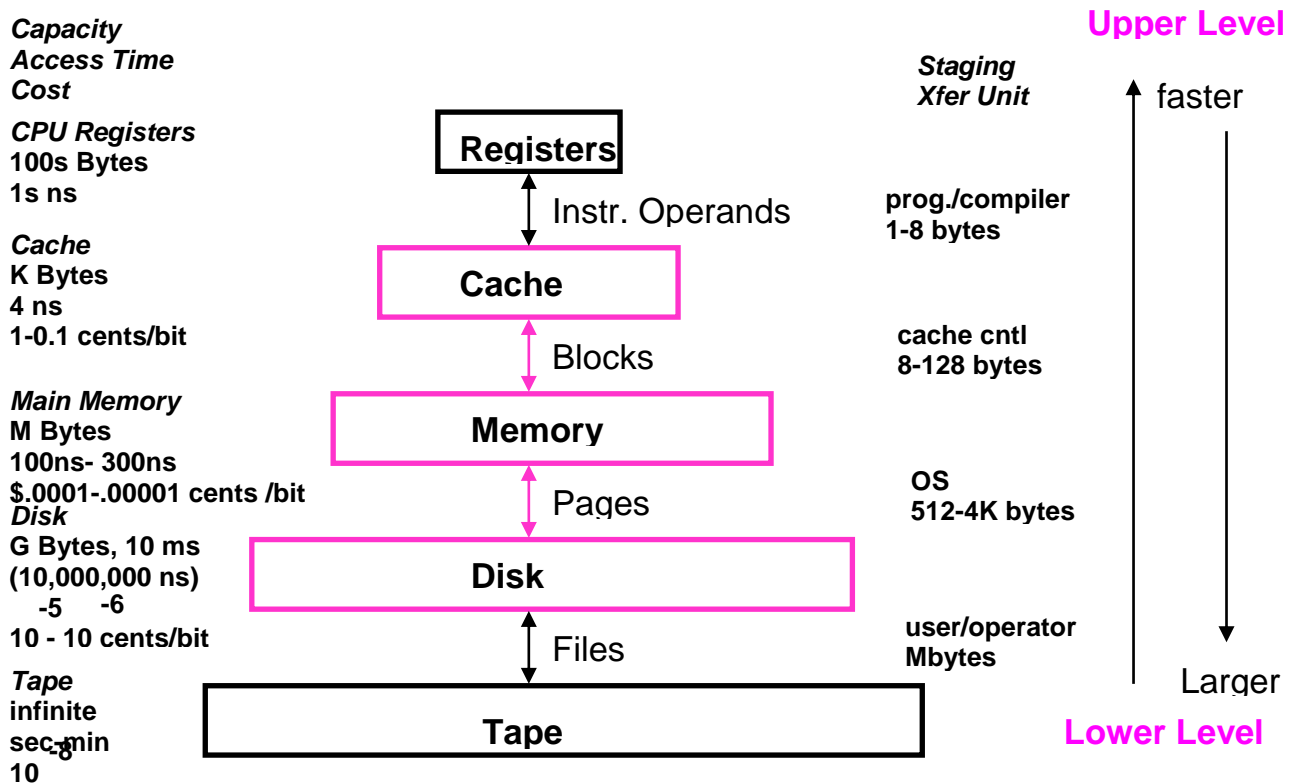 Upper Level
Capacity
Access Time
Cost
Staging
Xfer Unit
faster
CPU Registers
100s Bytes
1s ns
Registers
Instr. Operands
prog./compiler
1-8 bytes
Cache
K Bytes
4 ns
1-0.1 cents/bit
Cache
Blocks
cache cntl
8-128 bytes
Main Memory
M Bytes
100ns- 300ns
$.0001-.00001 cents /bit
Memory
Pages
OS
512-4K bytes
Disk
G Bytes, 10 ms
(10,000,000 ns)
-5 -6
10 - 10 cents/bit
Disk
Files
user/operator
Mbytes
Larger
Tape
infinite
sec-min
-8
10
Tape
Lower Level